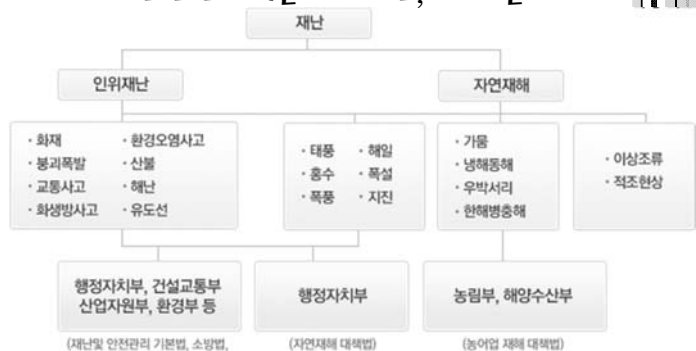 재난
인위재난
자연재해
· 화재
· 환경오염사고
· 붕괴폭발
· 산불
· 교통사고
· 해난
· 화생방사고
· 유도선
· 태풍
· 해일
· 홍수
· 폭설
· 폭풍
· 지진
· 가뭄
· 냉해동해
· 우박서리
· 한해병충해
· 이상조류
· 적조현상
행정자치부, 건설교통부
산업자원부, 환경부 등
행정자치부
농림부, 해양수산부
(재난및 안전관리 기본법, 소방법,
(자연재해 대책법)
(농어업 재해 대책법)